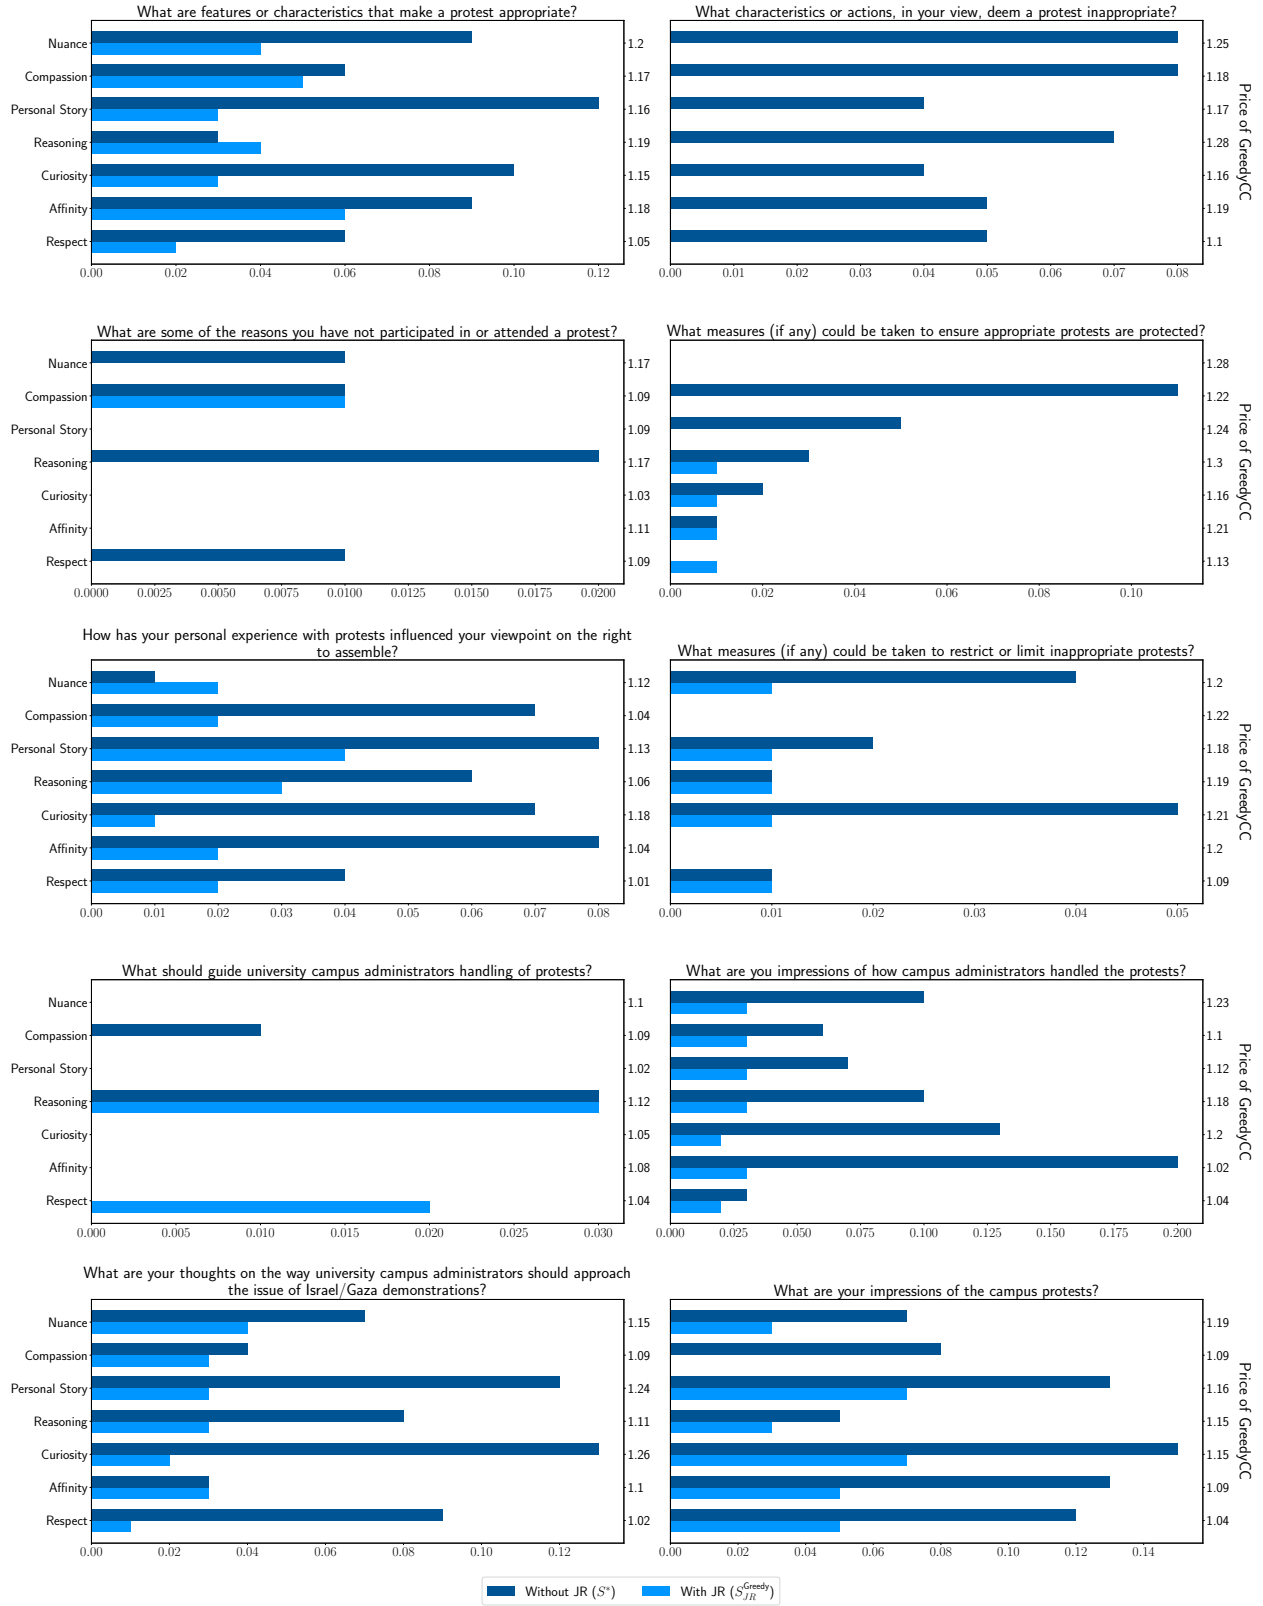 What are features or characteristics that make a protest appropriate?
Nuance
Compassion
Personal Story
Reasoning
Curiosity
Affinity
Respect
1.2
1.17
1.16
1.19
1.15
1.18
1.05
0.00 0.02 0.04 0.06 0.08 0.10 0.12
What characteristics or actions, in your view, deem a protest inappropriate?
1.25
1.18
1.17
1.28
1.16
1.19
1.1
Price of GreedyCC
0.00 0.01 0.02 0.03 0.04 0.05 0.06 0.07 0.08
What are some of the reasons you have not participated in or attended a protest?
Nuance
Compassion
Personal Story
Reasoning
Curiosity
Affinity
Respect
1.17
1.09
1.09
1.17
1.03
1.11
1.09
0.0000 0.0025 0.0050 0.0075 0.0100 0.0125 0.0150 0.0175 0.0200
What measures (if any) could be taken to ensure appropriate protests are protected?
1.28
1.22
1.24
1.3
1.16
1.21
1.13
Price of GreedyCC
0.00 0.02 0.04 0.06 0.08 0.10
How has your personal experience with protests influenced your viewpoint on the right
to assemble?
Nuance
Compassion
Personal Story
Reasoning
Curiosity
Affinity
Respect
1.12
1.04
1.13
1.06
1.18
1.04
1.01
0.00 0.01 0.02 0.03 0.04 0.05 0.06 0.07 0.08
What measures (if any) could be taken to restrict or limit inappropriate protests?
1.2
1.22
1.18
1.19
1.21
1.2
1.09
Price of GreedyCC
0.00 0.01 0.02 0.03 0.04 0.05
What should guide university campus administrators handling of protests?
Nuance
Compassion
Personal Story
Reasoning
Curiosity
Affinity
Respect
1.1
1.09
1.02
1.12
1.05
1.08
1.04
0.000 0.005 0.010 0.015 0.020 0.025 0.030
What are you impressions of how campus administrators handled the protests?
1.23
1.1
1.12
1.18
1.2
1.02
1.04
Price of GreedyCC
0.000 0.025 0.050 0.075 0.100 0.125 0.150 0.175 0.200
What are your thoughts on the way university campus administrators should approach
the issue of Israel/Gaza demonstrations?
Nuance
Compassion
Personal Story
Reasoning
Curiosity
Affinity
Respect
1.15
1.09
1.24
1.11
1.26
1.1
1.02
0.00 0.02 0.04 0.06 0.08 0.10 0.12
What are your impressions of the campus protests?
1.19
1.09
1.16
1.15
1.15
1.09
1.04
Price of GreedyCC
0.00 0.02 0.04 0.06 0.08 0.10 0.12 0.14
Without JR (S*) With JR (S_JR^Greedy)